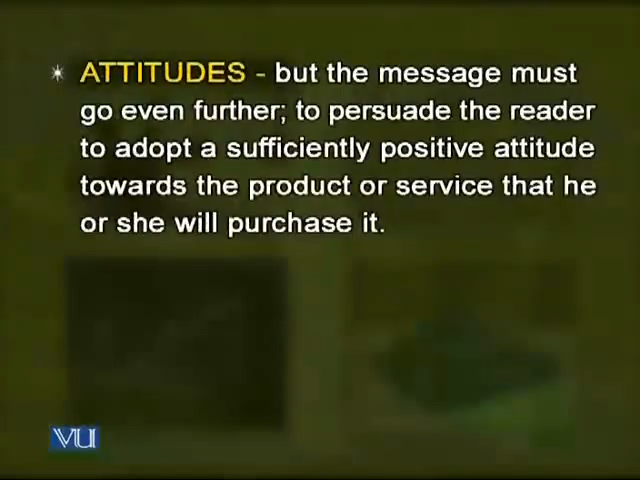 ATTITUDES - but the message must
go even further; to persuade the reader
to adopt a sufficiently positive attitude
towards the product or service that he
or she will purchase it.
VU